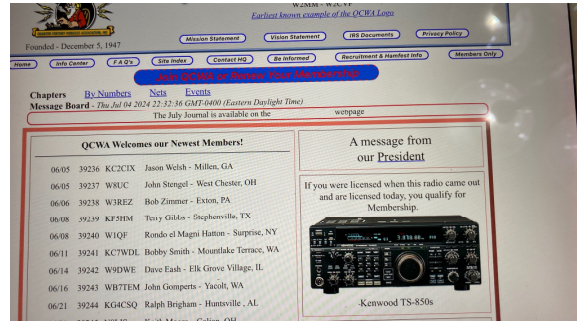 W2MM - W2CVF
Earliest known example of the QCWA Logo
Founded - December 5, 1947
Mission Statement
Vision Statement
IRS Documents
Privacy Policy
Home
Info Center
F A Q's
Site Index
Contact HQ
Be Informed
Recruitment & Hamfest Info
Members Only
Join QCWA or Renew Your Membership
Chapters By Numbers Nets Events
Message Board - Thu Jul 04 2024 22:32:36 GMT-0400 (Eastern Daylight Time)
The July Journal is available on the webpage
QCWA Welcomes our Newest Members!
06/05 39236 KC2CIX Jason Welsh - Millen, GA
06/05 39237 W8UC John Stengel - West Chester, OH
06/06 39238 W3REZ Bob Zimmer - Exton, PA
06/08 39239 KF5HM Terry Gibbs - Stephenville, TX
06/08 39240 W1QF Rondo el Magni Hatton - Surprise, NY
06/11 39241 KC7WDL Bobby Smith - Mountlake Terrace, WA
06/14 39242 W9DWE Dave Eash - Elk Grove Village, IL
06/16 39243 WB7TEM John Gomperts - Yacolt, WA
06/21 39244 KG4CSQ Ralph Brigham - Huntsville , AL
A message from
our President
If you were licensed when this radio came out
and are licensed today, you qualify for
Membership.
-Kenwood TS-850s